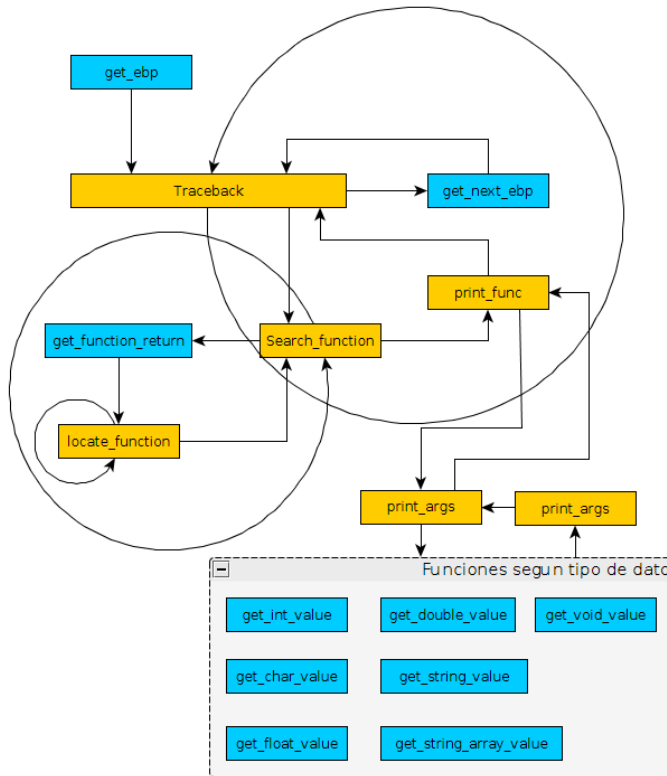 get_ebp
Traceback
get_next_ebp
print_func
get_function_return
Search_function
locate_function
print_args
print_args
Funciones segun tipo de dato
get_int_value
get_double_value
get_void_value
get_char_value
get_string_value
get_float_value
get_string_array_value